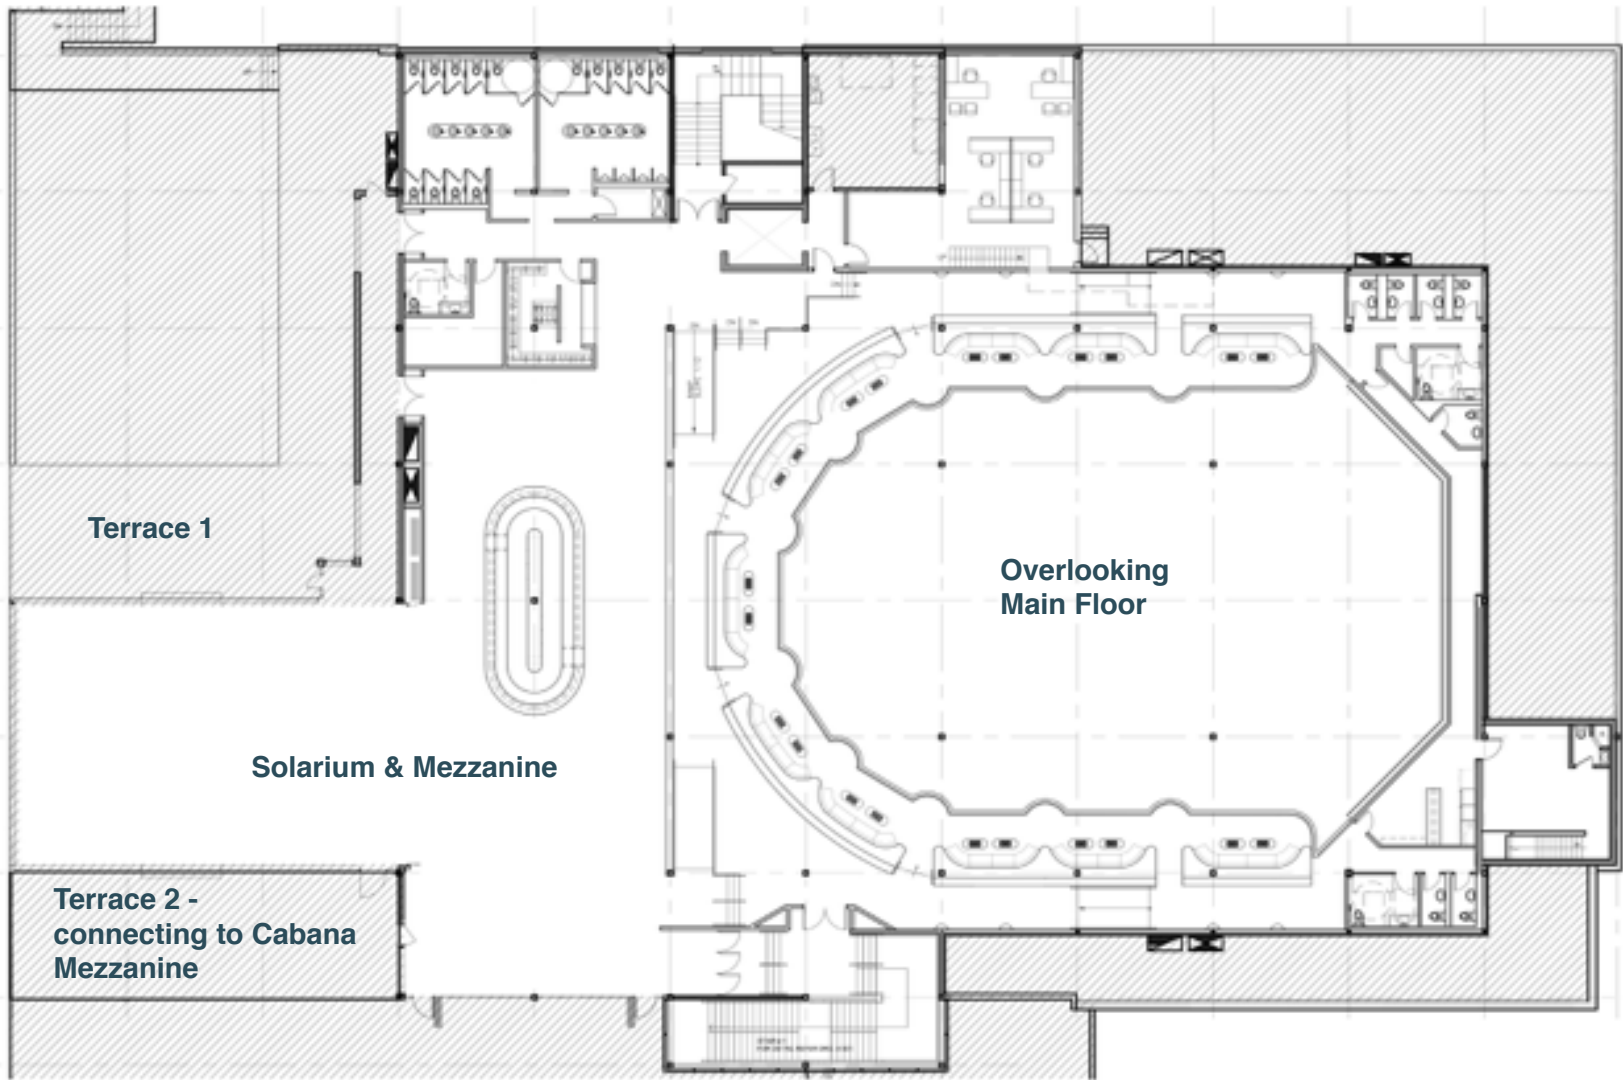 Terrace 1
Overlooking
Main Floor
Solarium & Mezzanine
Terrace 2 -
connecting to Cabana
Mezzanine